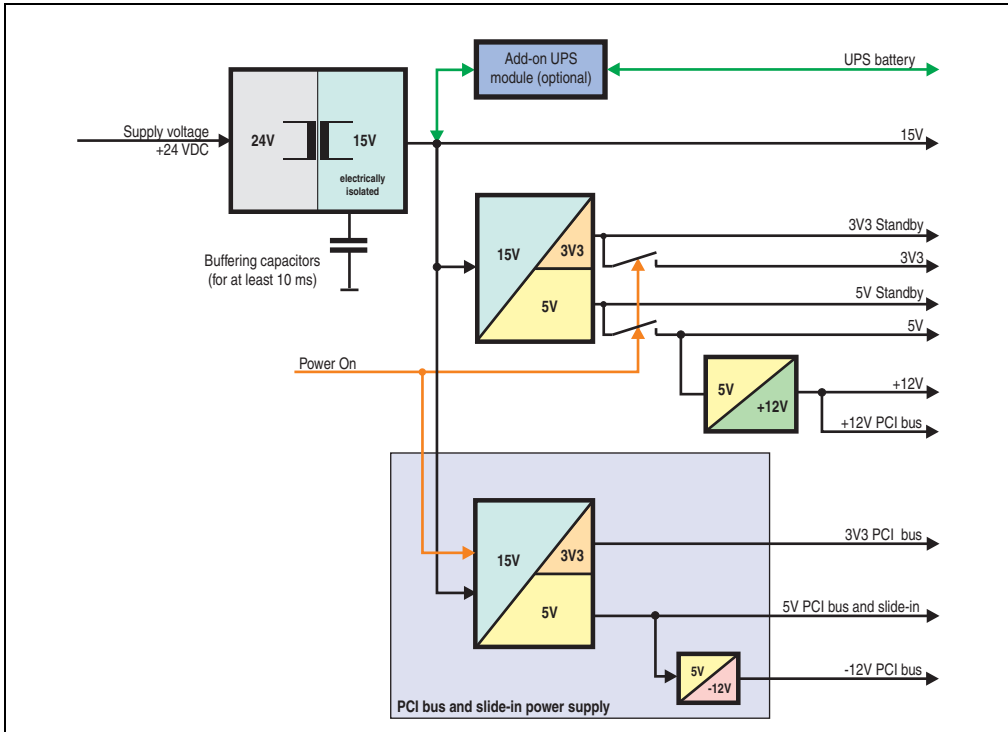 Add-on UPS
module (optional)
UPS battery
Supply voltage
+24 VDC
24V
15V
electrically
isolated
15V
Buffering capacitors
(for at least 10 ms)
15V
3V3
5V
3V3 Standby
3V3
5V Standby
5V
Power On
5V
+12V
+12V
+12V PCI bus
15V
3V3
5V
3V3 PCI bus
5V PCI bus and slide-in
5V
-12V
-12V PCI bus
PCI bus and slide-in power supply